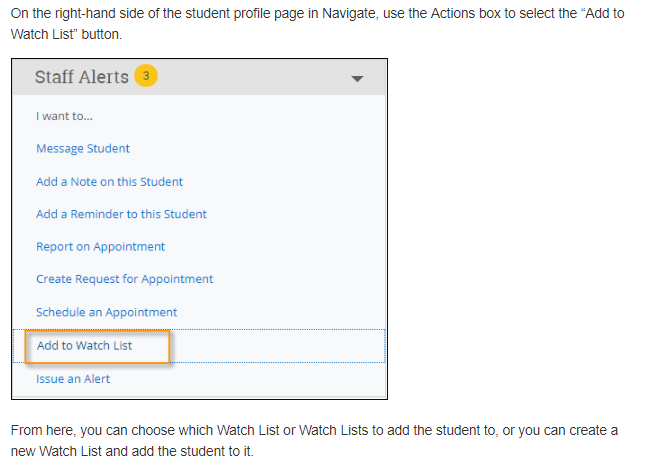 On the right-hand side of the student profile page in Navigate, use the Actions box to select the “Add to
Watch List” button.
Staff Alerts 3
I want to...
Message Student
Add a Note on this Student
Add a Reminder to this Student
Report on Appointment
Create Request for Appointment
Schedule an Appointment
Add to Watch List
Issue an Alert
From here, you can choose which Watch List or Watch Lists to add the student to, or you can create a
new Watch List and add the student to it.